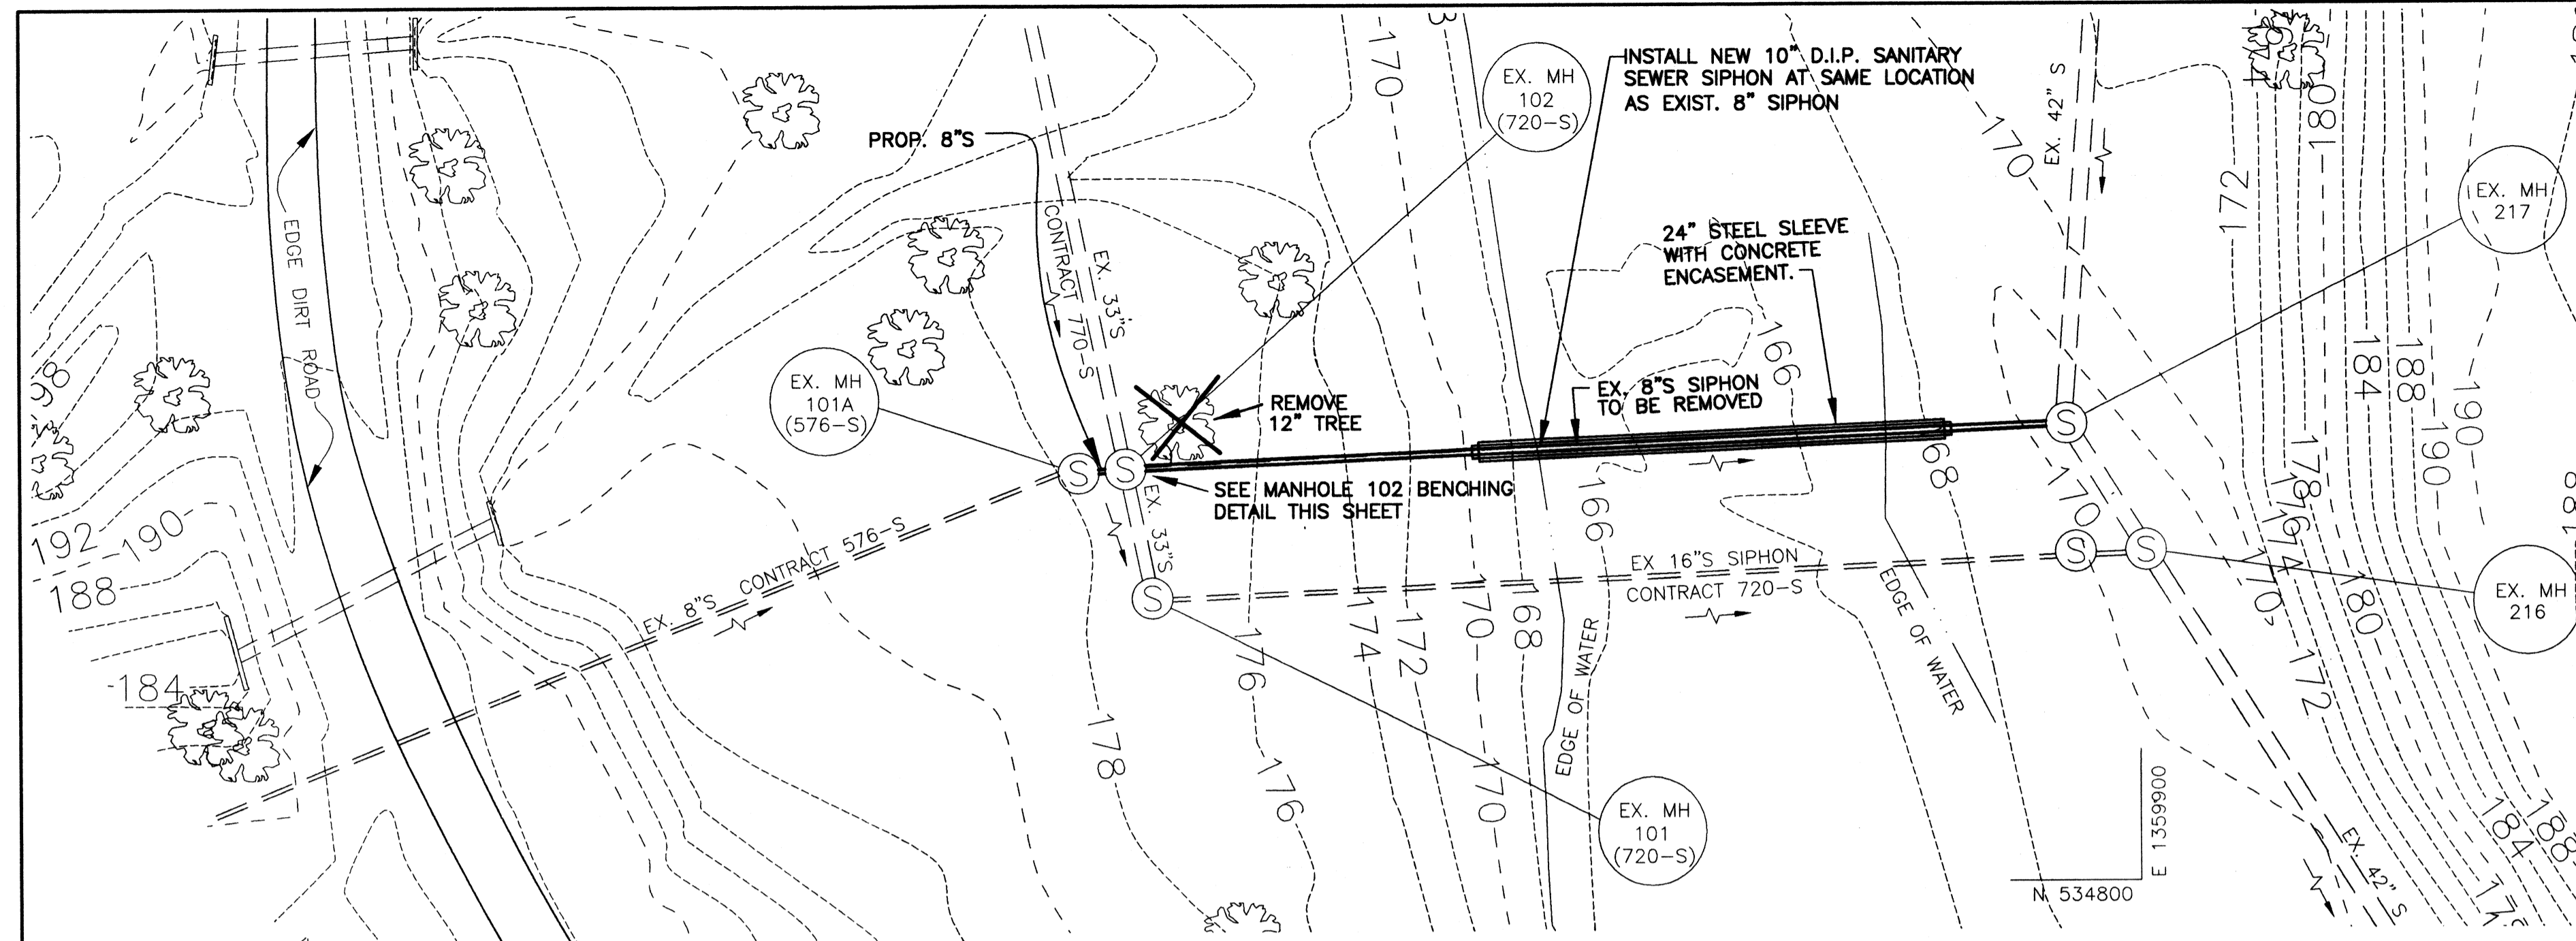 INSTALL NEW 10" D.I.P. SANITARY
SEWER SIPHON AT SAME LOCATION
AS EXIST. 8" SIPHON
EX. MH
102
(720-S)
PROP. 8"S
EX. 42" S
EX. MH
217
24" STEEL SLEEVE
WITH CONCRETE
ENCASEMENT.
CONTRACT 770-S
EX. 33"S
EDGE DIRT ROAD
EX. MH
101A
(576-S)
REMOVE
12" TREE
EX. 8"S SIPHON
TO BE REMOVED
SEE MANHOLE 102 BENCHING
DETAIL THIS SHEET
EX. 33"S
EX. 8"S CONTRACT 576-S
EX 16"S SIPHON
CONTRACT 720-S
EDGE OF WATER
EDGE OF WATER
EX. MH
216
EX. MH
101
(720-S)
E 1359900
N 534800
EX. 42" S
170
170
172
180
166
184
188
190
190
98
192
190
188
184
178
176
176
174
172
170
170
168
166
168
170
178
176
174
170
180
172
184
188